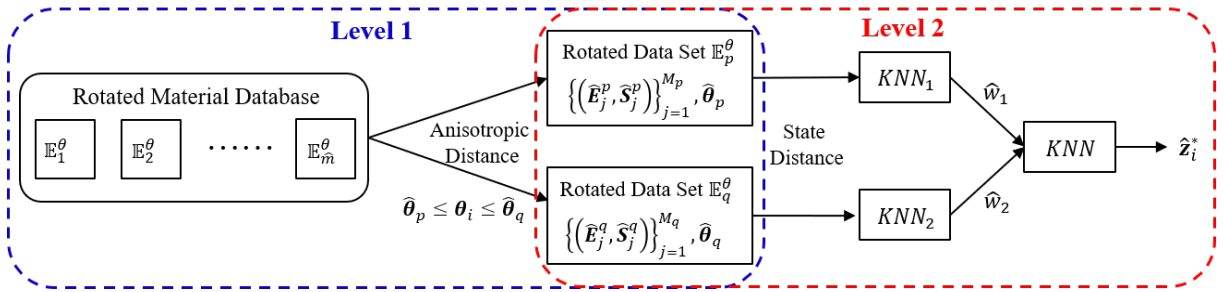 Level 1
Level 2
Rotated Material Database
𝔼₁^θ
𝔼₂^θ
······
𝔼_m̂^θ
Anisotropic
Distance
θ̂_p ≤ θ_i ≤ θ̂_q
Rotated Data Set 𝔼_p^θ
{(Ê_j^p, Ŝ_j^p)}_{j=1}^{M_p}, θ̂_p
Rotated Data Set 𝔼_q^θ
{(Ê_j^q, Ŝ_j^q)}_{j=1}^{M_q}, θ̂_q
State
Distance
KNN₁
KNN₂
ŵ₁
ŵ₂
KNN
ẑ_i^*